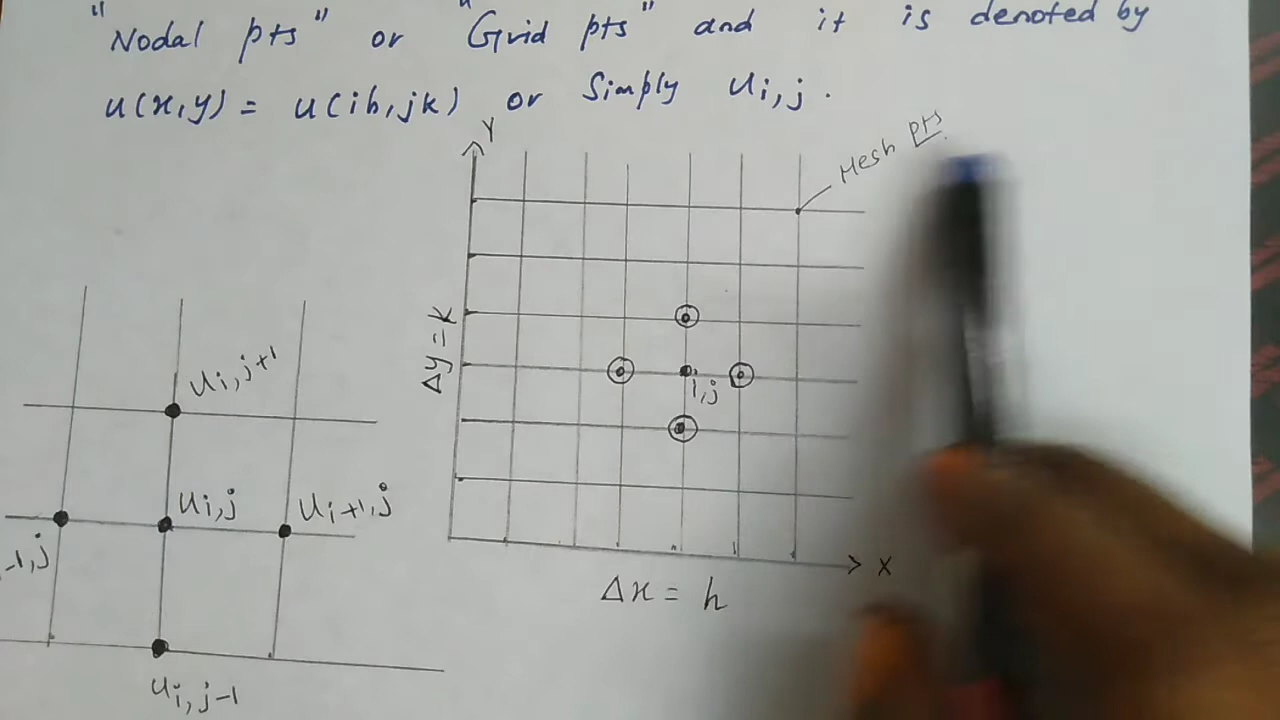 "Nodal pts" or "Grid pts" and it is denoted by
u(x,y) = u(ih,jk) or Simply ui,j.
Y
Mesh pts
Δy = k
i,j
x
Δx = h
ui,j+1
ui,j
ui+1,j
-1,j
ui,j-1